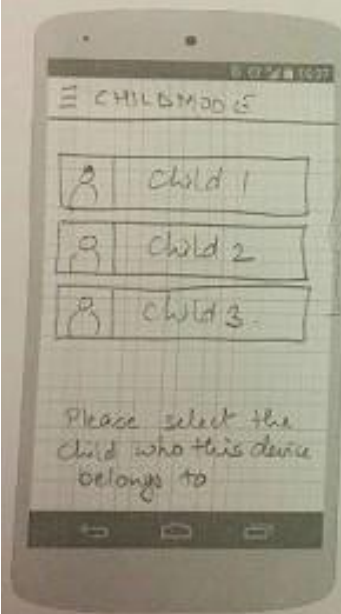 CHILDMODE
Child 1
Child 2
Child 3.
Please select the
child who this device
belongs to